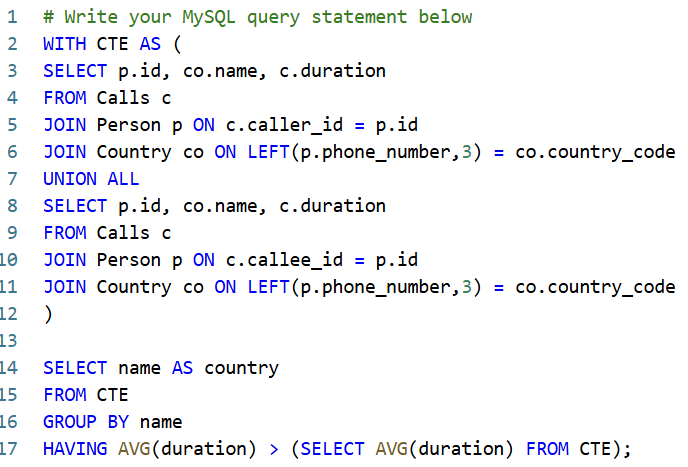 1 # Write your MySQL query statement below
2 WITH CTE AS (
3 SELECT p.id, co.name, c.duration
4 FROM Calls c
5 JOIN Person p ON c.caller_id = p.id
6 JOIN Country co ON LEFT(p.phone_number,3) = co.country_code
7 UNION ALL
8 SELECT p.id, co.name, c.duration
9 FROM Calls c
10 JOIN Person p ON c.callee_id = p.id
11 JOIN Country co ON LEFT(p.phone_number,3) = co.country_code
12 )
13
14 SELECT name AS country
15 FROM CTE
16 GROUP BY name
17 HAVING AVG(duration) > (SELECT AVG(duration) FROM CTE);